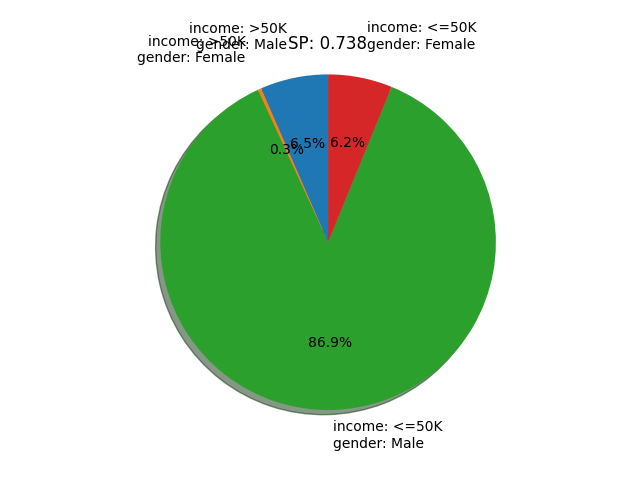 income: >50K
gender: Male
income: >50K
gender: Female
SP: 0.738
income: <=50K
gender: Female
6.5%
0.3%
6.2%
86.9%
income: <=50K
gender: Male